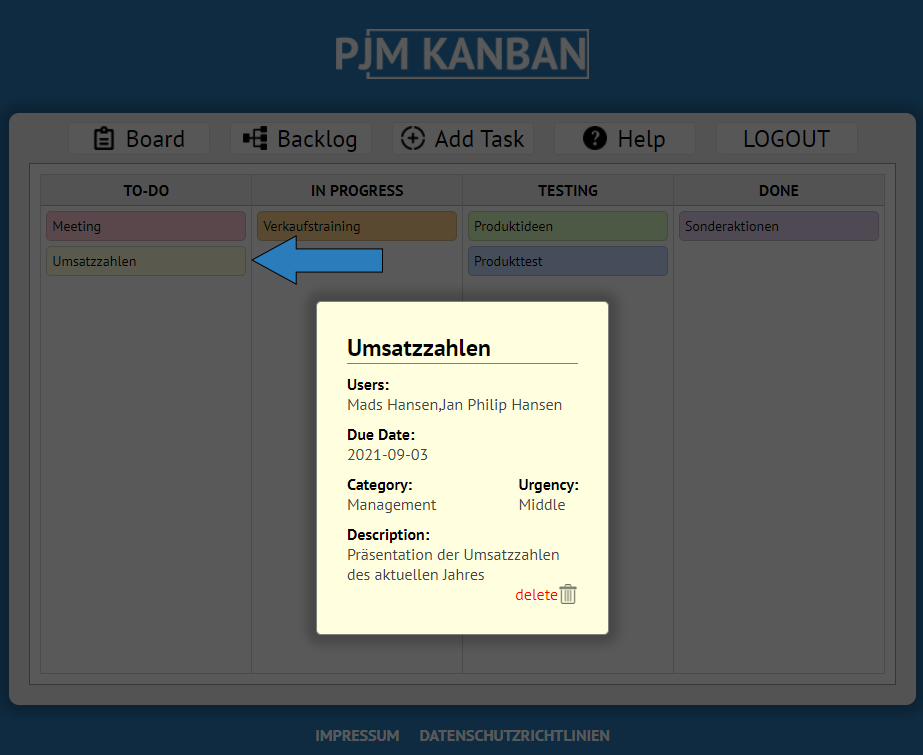 PJM KANBAN
Board Backlog Add Task Help LOGOUT
TO-DO IN PROGRESS TESTING DONE
Meeting Verkaufstraining Produktideen Sonderaktionen
Umsatzzahlen Produkttest
Umsatzzahlen
Users:
Mads Hansen,Jan Philip Hansen
Due Date:
2021-09-03
Category: Urgency:
Management Middle
Description:
Präsentation der Umsatzzahlen
des aktuellen Jahres
delete
IMPRESSUM DATENSCHUTZRICHTLINIEN